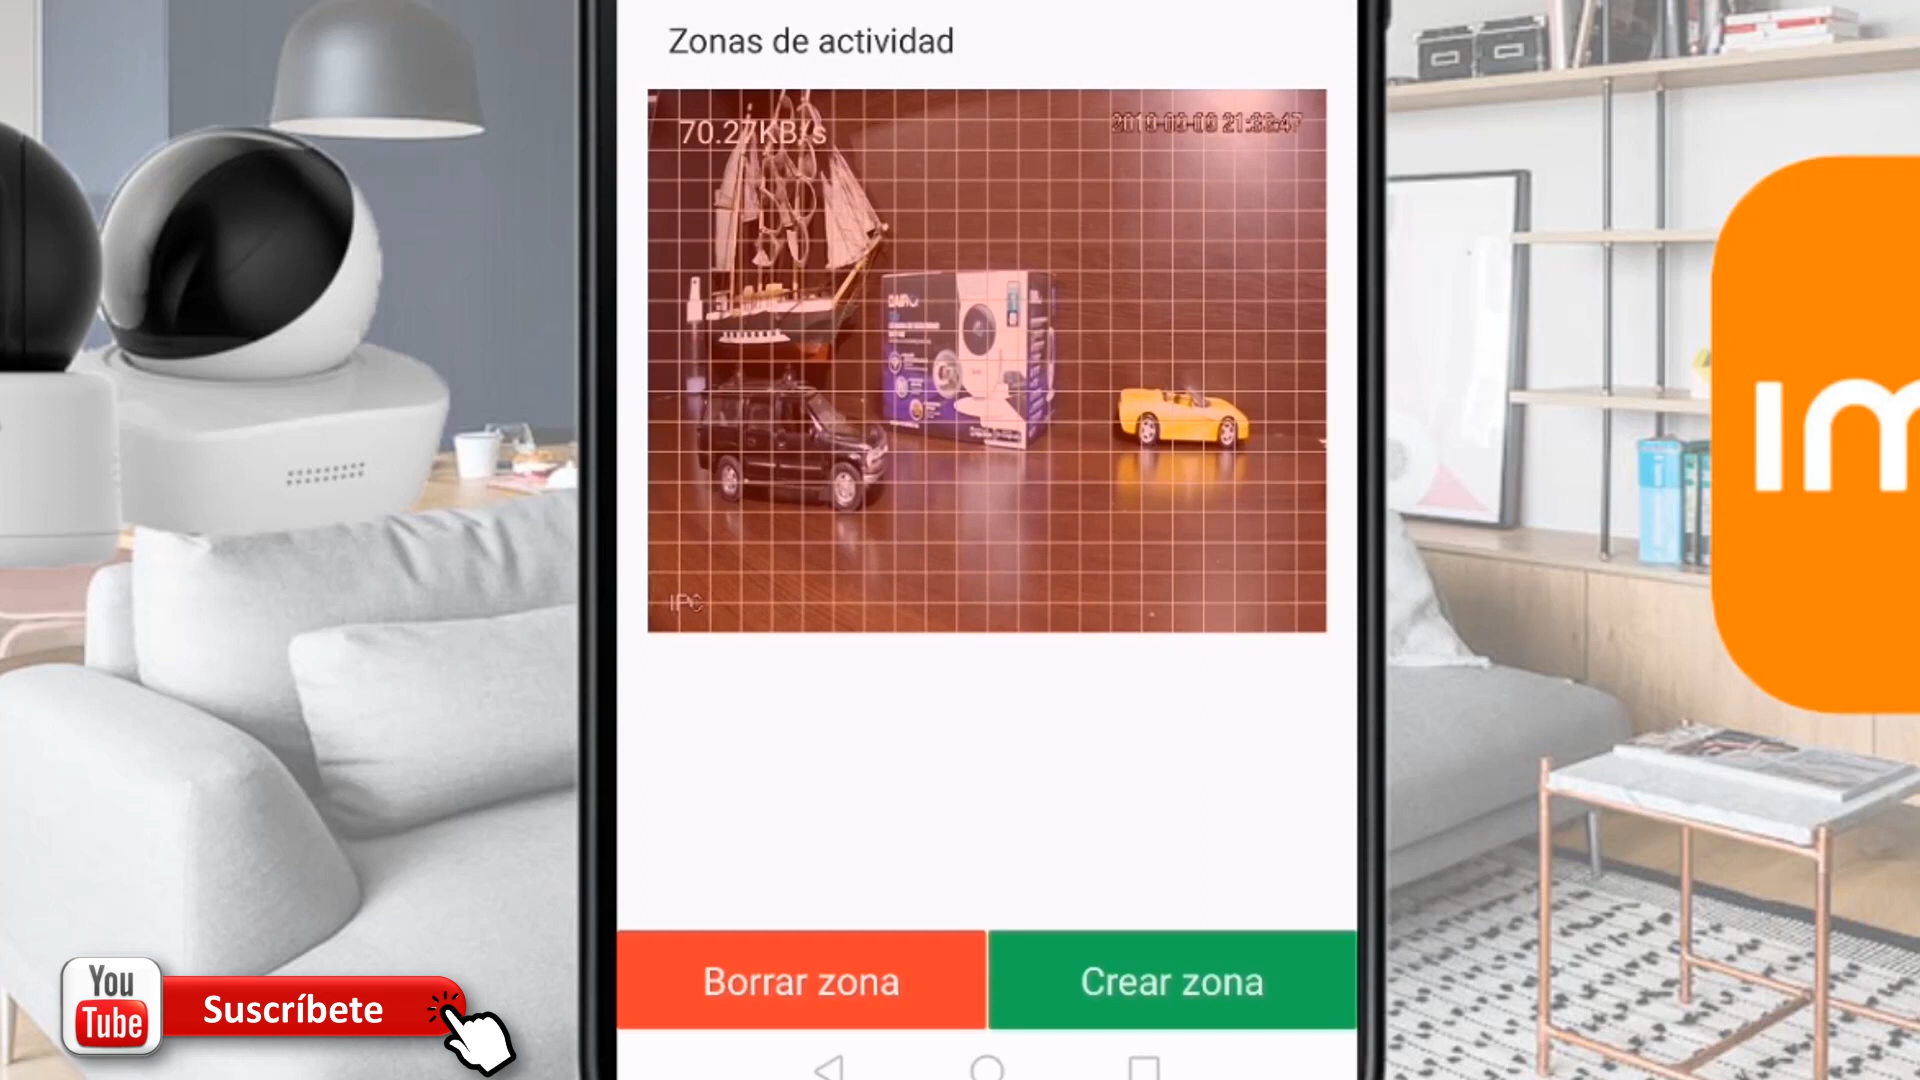 Zonas de actividad
70.27KB/s
IPC
Borrar zona
Crear zona
You
Tube
Suscríbete